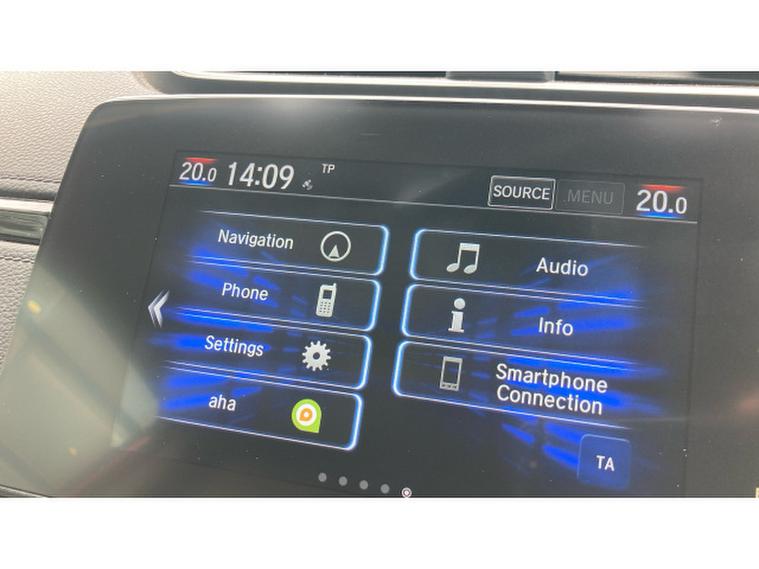 20.0 14:09 TP SOURCE MENU 20.0
Navigation
Audio
Phone
Info
Settings
Smartphone
Connection
aha
TA